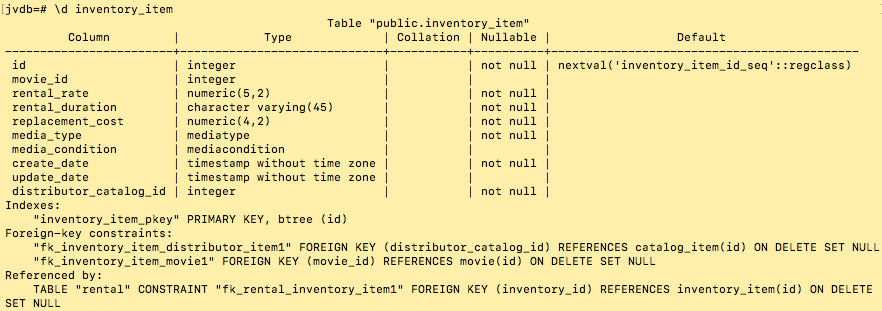 [jvdb=# \d inventory_item
                                            Table "public.inventory_item"
         Column         |            Type             | Collation | Nullable |                  Default
------------------------+-----------------------------+-----------+----------+--------------------------------------------
 id                     | integer                     |           | not null | nextval('inventory_item_id_seq'::regclass)
 movie_id               | integer                     |           |          |
 rental_rate            | numeric(5,2)                |           | not null |
 rental_duration        | character varying(45)       |           | not null |
 replacement_cost       | numeric(4,2)                |           | not null |
 media_type             | mediatype                   |           | not null |
 media_condition        | mediacondition              |           |          |
 create_date            | timestamp without time zone |           | not null |
 update_date            | timestamp without time zone |           |          |
 distributor_catalog_id | integer                     |           | not null |
Indexes:
    "inventory_item_pkey" PRIMARY KEY, btree (id)
Foreign-key constraints:
    "fk_inventory_item_distributor_item1" FOREIGN KEY (distributor_catalog_id) REFERENCES catalog_item(id) ON DELETE SET NULL
    "fk_inventory_item_movie1" FOREIGN KEY (movie_id) REFERENCES movie(id) ON DELETE SET NULL
Referenced by:
    TABLE "rental" CONSTRAINT "fk_rental_inventory_item1" FOREIGN KEY (inventory_id) REFERENCES inventory_item(id) ON DELETE
SET NULL